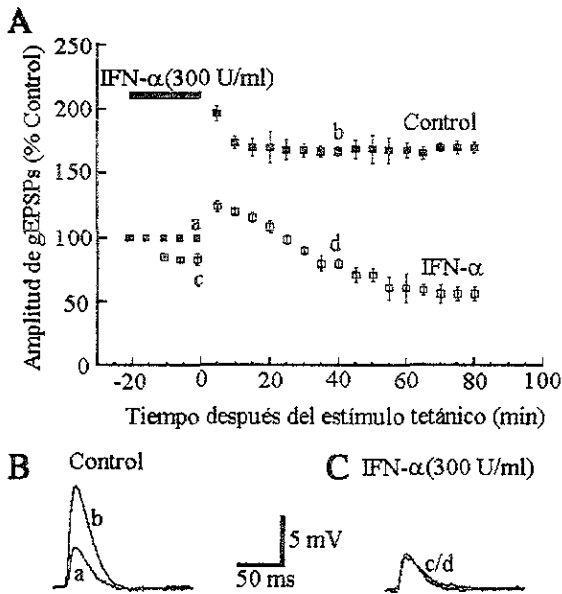 A
Amplitud de gEPSPs (% Control)
250
200
150
100
50
0
IFN-α(300 U/ml)
b
Control
a
c
d
IFN-α
-20 0 20 40 60 80 100
Tiempo después del estímulo tetánico (min)
B Control
C IFN-α(300 U/ml)
b
a
5 mV
50 ms
c/d